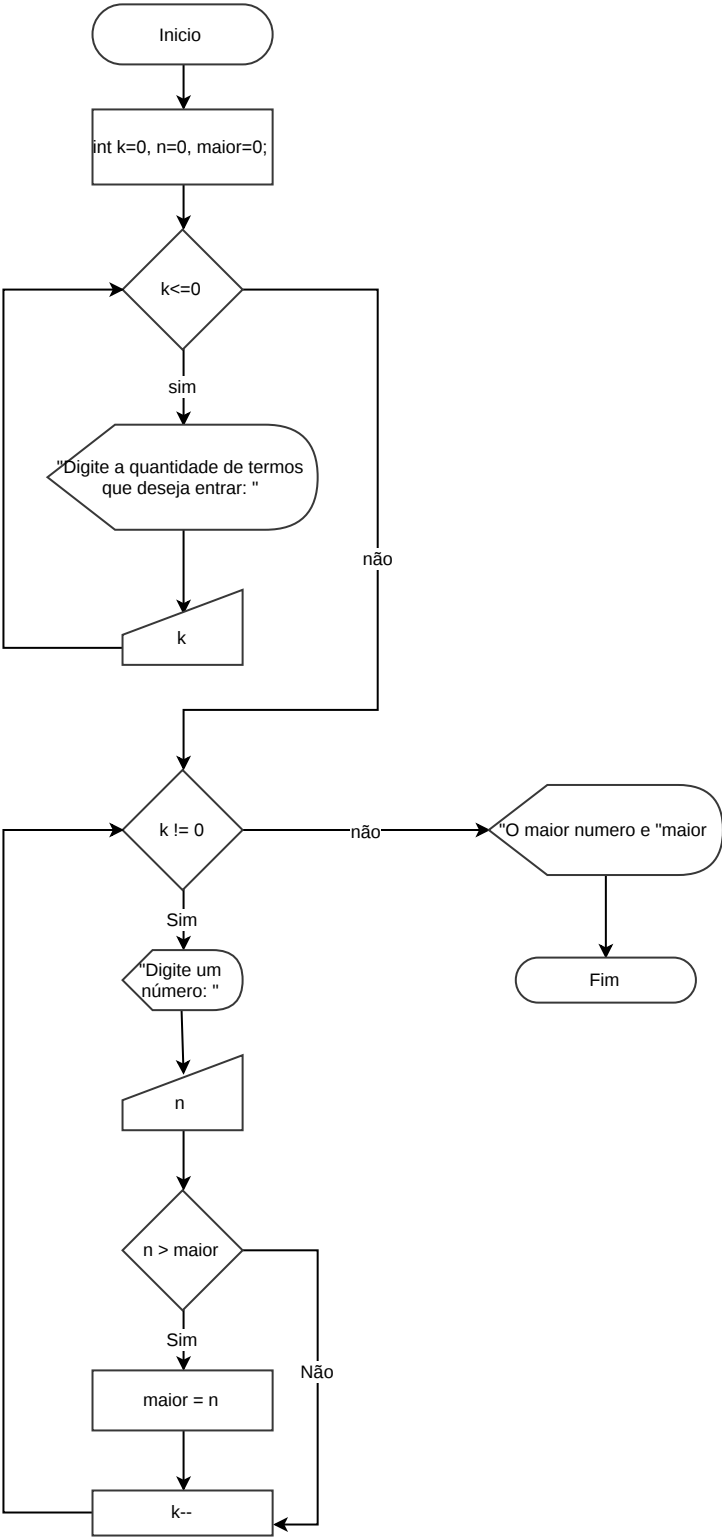 Inicio
int k=0, n=0, maior=0;
k<=0
sim
"Digite a quantidade de termos
que deseja entrar: "
não
k
k != 0
não
"O maior numero e "maior
Sim
"Digite um
número: "
Fim
n
n > maior
Sim
Não
maior = n
k--